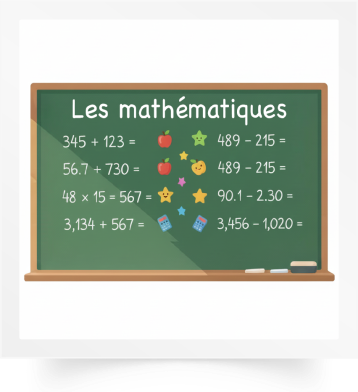 Les mathématiques
345 + 123 =
489 – 215 =
56.7 + 730 =
489 – 215 =
48 × 15 = 567 =
90.1 – 2.30 =
3,134 + 567 =
3,456 – 1,020 =